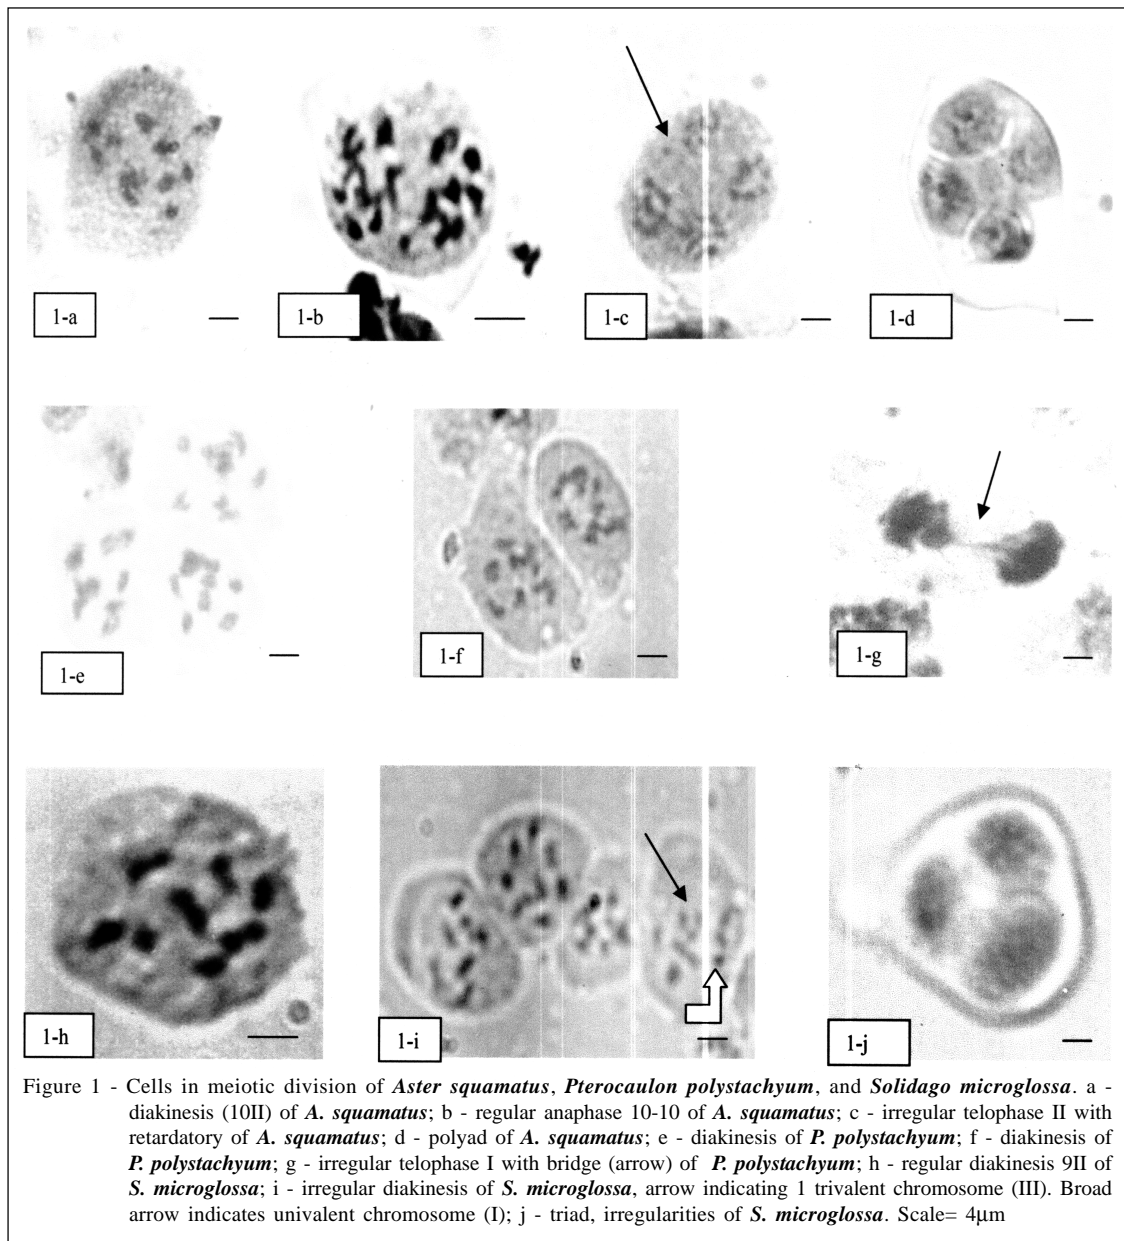 1-a
1-b
1-c
1-d
1-e
1-f
1-g
1-h
1-i
1-j
Figure 1 - Cells in meiotic division of Aster squamatus, Pterocaulon polystachyum, and Solidago microglossa. a -
diakinesis (10II) of A. squamatus; b - regular anaphase 10-10 of A. squamatus; c - irregular telophase II with
retardatory of A. squamatus; d - polyad of A. squamatus; e - diakinesis of P. polystachyum; f - diakinesis of
P. polystachyum; g - irregular telophase I with bridge (arrow) of P. polystachyum; h - regular diakinesis 9II of
S. microglossa; i - irregular diakinesis of S. microglossa, arrow indicating 1 trivalent chromosome (III). Broad
arrow indicates univalent chromosome (I); j - triad, irregularities of S. microglossa. Scale= 4µm